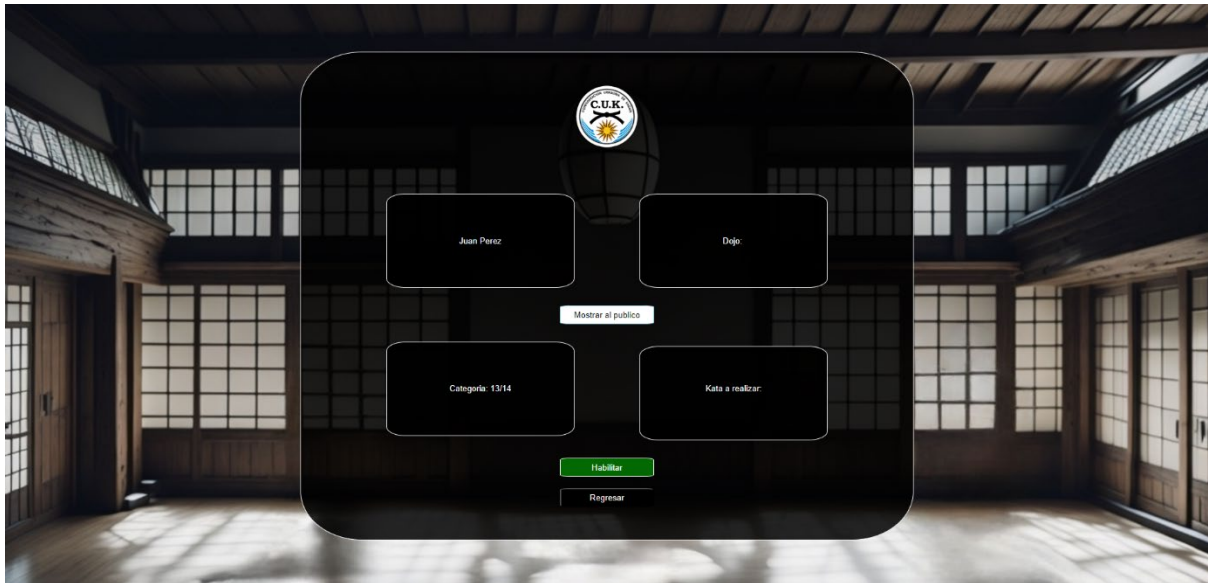 C.U.K.
Juan Perez
Dojo:
Mostrar al publico
Categoria: 13/14
Kata a realizar:
Habilitar
Regresar